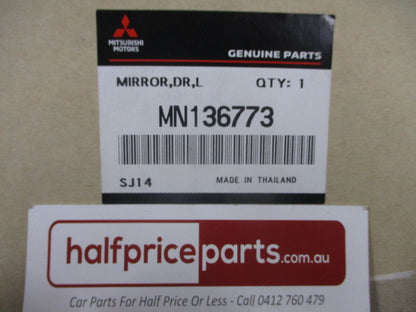 MITSUBISHI
MOTORS
GENUINE PARTS
MIRROR,DR,L QTY: 1
MN136773
SJ14 MADE IN THAILAND
halfpriceparts.com.au
Car Parts For Half Price Or Less - Call 0412 760 479